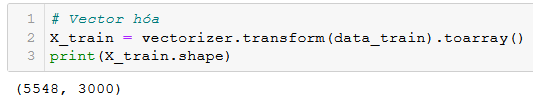 1 # Vector hóa
2 X_train = vectorizer.transform(data_train).toarray()
3 print(X_train.shape)
(5548, 3000)